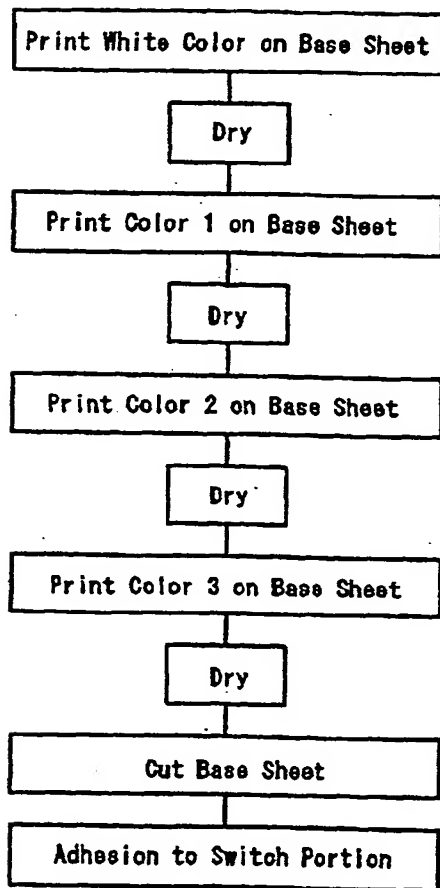 Print White Color on Base Sheet
Dry
Print Color 1 on Base Sheet
Dry
Print Color 2 on Base Sheet
Dry
Print Color 3 on Base Sheet
Dry
Cut Base Sheet
Adhesion to Switch Portion